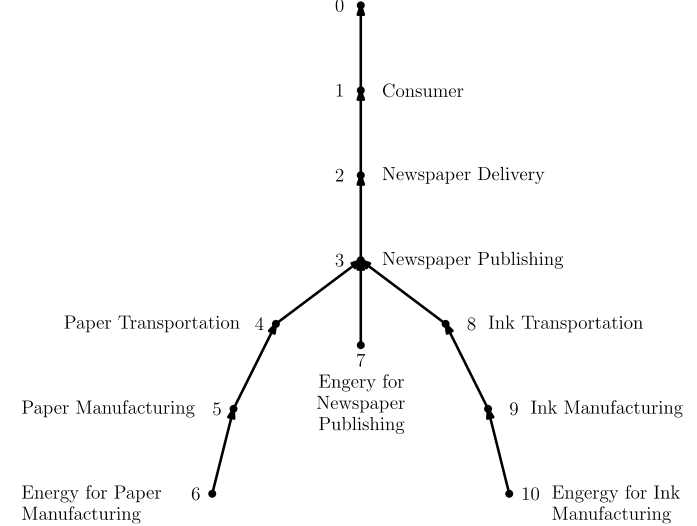 0
1 Consumer
2 Newspaper Delivery
3 Newspaper Publishing
Paper Transportation 4
8 Ink Transportation
7
Engery for
Newspaper
Publishing
Paper Manufacturing 5
9 Ink Manufacturing
Energy for Paper 6
Manufacturing
10 Engergy for Ink
Manufacturing